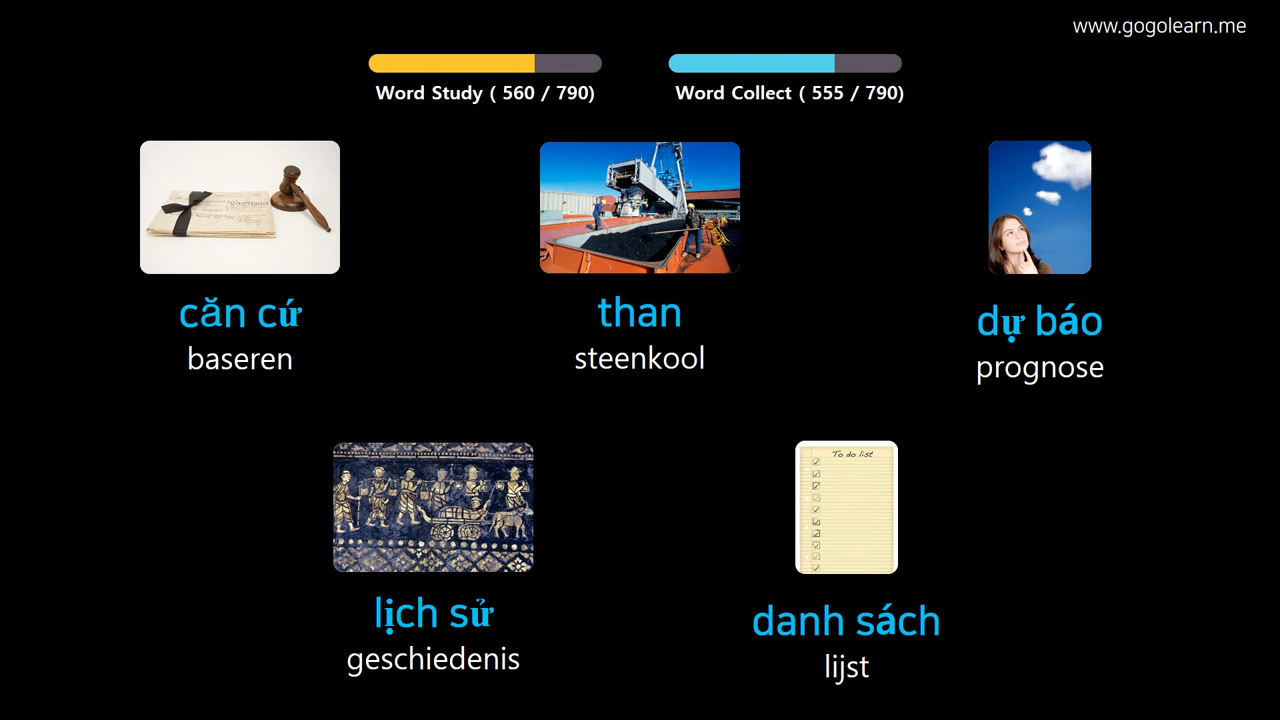 www.gogolearn.me
Word Study ( 560 / 790)
Word Collect ( 555 / 790)
căn cứ
baseren
than
steenkool
dự báo
prognose
To do list
lịch sử
geschiedenis
danh sách
lijst